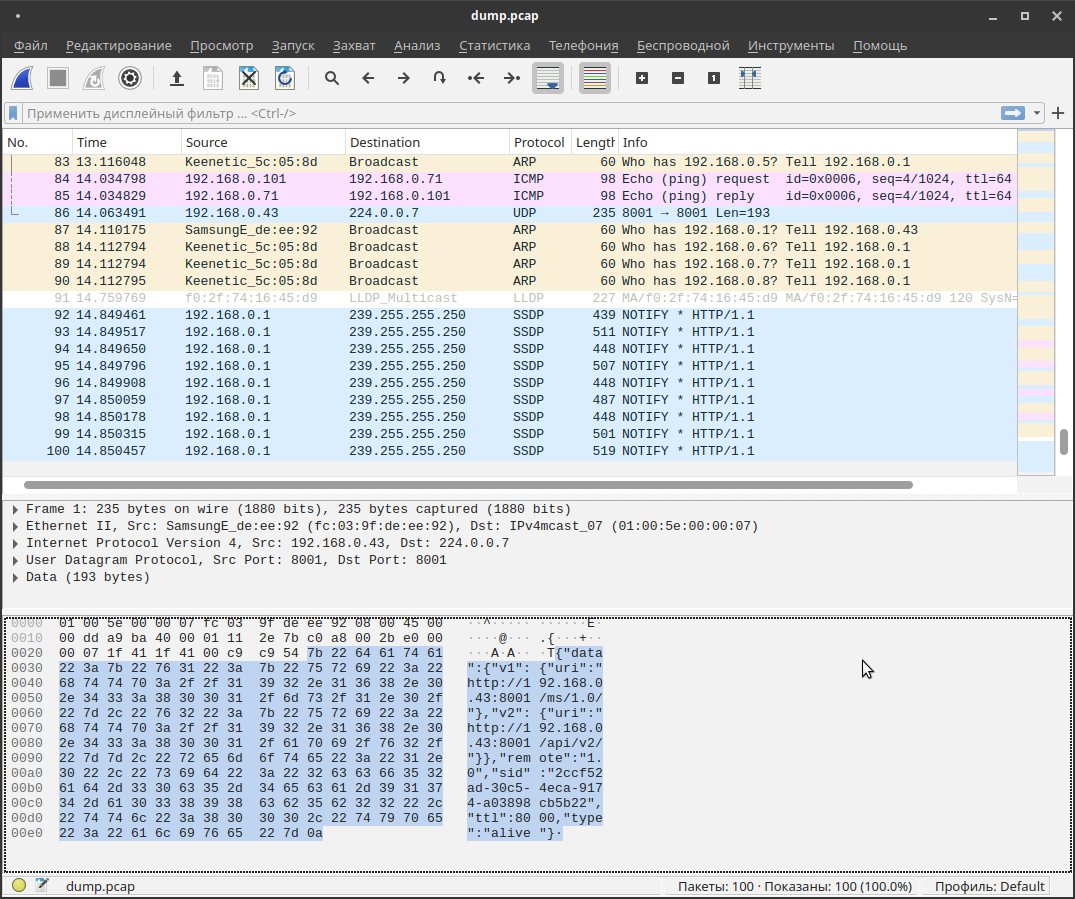 dump.pcap
Файл Редактирование Просмотр Запуск Захват Анализ Статистика Телефония Беспроводной Инструменты Помощь
Применить дисплейный фильтр ... <Ctrl-/>
No. Time Source Destination Protocol Length Info
83 13.116048 Keenetic_5c:05:8d Broadcast ARP 60 Who has 192.168.0.5? Tell 192.168.0.1
84 14.034798 192.168.0.101 192.168.0.71 ICMP 98 Echo (ping) request id=0x0006, seq=4/1024, ttl=64
85 14.034829 192.168.0.71 192.168.0.101 ICMP 98 Echo (ping) reply id=0x0006, seq=4/1024, ttl=64
86 14.063491 192.168.0.43 224.0.0.7 UDP 235 8001 → 8001 Len=193
87 14.110175 SamsungE_de:ee:92 Broadcast ARP 60 Who has 192.168.0.1? Tell 192.168.0.43
88 14.112794 Keenetic_5c:05:8d Broadcast ARP 60 Who has 192.168.0.6? Tell 192.168.0.1
89 14.112794 Keenetic_5c:05:8d Broadcast ARP 60 Who has 192.168.0.7? Tell 192.168.0.1
90 14.112795 Keenetic_5c:05:8d Broadcast ARP 60 Who has 192.168.0.8? Tell 192.168.0.1
91 14.759769 f0:2f:74:16:45:d9 LLDP_Multicast LLDP 227 MA/f0:2f:74:16:45:d9 MA/f0:2f:74:16:45:d9 120 SysN=
92 14.849461 192.168.0.1 239.255.255.250 SSDP 439 NOTIFY * HTTP/1.1
93 14.849517 192.168.0.1 239.255.255.250 SSDP 511 NOTIFY * HTTP/1.1
94 14.849650 192.168.0.1 239.255.255.250 SSDP 448 NOTIFY * HTTP/1.1
95 14.849796 192.168.0.1 239.255.255.250 SSDP 507 NOTIFY * HTTP/1.1
96 14.849908 192.168.0.1 239.255.255.250 SSDP 448 NOTIFY * HTTP/1.1
97 14.850059 192.168.0.1 239.255.255.250 SSDP 487 NOTIFY * HTTP/1.1
98 14.850178 192.168.0.1 239.255.255.250 SSDP 448 NOTIFY * HTTP/1.1
99 14.850315 192.168.0.1 239.255.255.250 SSDP 501 NOTIFY * HTTP/1.1
100 14.850457 192.168.0.1 239.255.255.250 SSDP 519 NOTIFY * HTTP/1.1
Frame 1: 235 bytes on wire (1880 bits), 235 bytes captured (1880 bits)
Ethernet II, Src: SamsungE_de:ee:92 (fc:03:9f:de:ee:92), Dst: IPv4mcast_07 (01:00:5e:00:00:07)
Internet Protocol Version 4, Src: 192.168.0.43, Dst: 224.0.0.7
User Datagram Protocol, Src Port: 8001, Dst Port: 8001
Data (193 bytes)
0000 01 00 5e 00 00 07 fc 03 9f de ee 92 08 00 45 00 ··^····· ······E·
0010 00 dd a9 ba 40 00 01 11 2e 7b c0 a8 00 2b e0 00 ····@··· .{···+··
0020 00 07 1f 41 1f 41 00 c9 c9 54 7b 22 64 61 74 61 ···A·A·· ·T{"data
0030 22 3a 7b 22 76 31 22 3a 7b 22 75 72 69 22 3a 22 ":{"v1": {"uri":"
0040 68 74 74 70 3a 2f 2f 31 39 32 2e 31 36 38 2e 30 http://1 92.168.0
0050 2e 34 33 3a 38 30 30 31 2f 6d 73 2f 31 2e 30 2f .43:8001 /ms/1.0/
0060 22 7d 2c 22 76 32 22 3a 7b 22 75 72 69 22 3a 22 "},"v2": {"uri":"
0070 68 74 74 70 3a 2f 2f 31 39 32 2e 31 36 38 2e 30 http://1 92.168.0
0080 2e 34 33 3a 38 30 30 31 2f 61 70 69 2f 76 32 2f .43:8001 /api/v2/
0090 22 7d 7d 2c 22 72 65 6d 6f 74 65 22 3a 22 31 2e "}},"rem ote":"1.
00a0 30 22 2c 22 73 69 64 22 3a 22 32 63 63 66 35 32 0","sid" :"2ccf52
00b0 61 64 2d 33 30 63 35 2d 34 65 63 61 2d 39 31 37 ad-30c5- 4eca-917
00c0 34 2d 61 30 33 38 39 38 63 62 35 62 32 32 22 2c 4-a03898 cb5b22",
00d0 22 74 74 6c 22 3a 38 30 30 30 2c 22 74 79 70 65 "ttl":80 00,"type
00e0 22 3a 22 61 6c 69 76 65 22 7d 0a ":"alive "}·
dump.pcap Пакеты: 100 · Показаны: 100 (100.0%) Профиль: Default